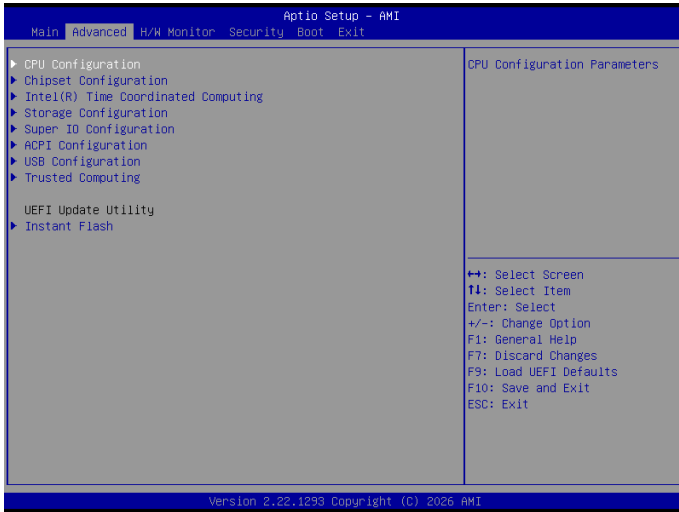 Aptio Setup - AMI
Main Advanced H/W Monitor Security Boot Exit
CPU Configuration
Chipset Configuration
Intel(R) Time Coordinated Computing
Storage Configuration
Super IO Configuration
ACPI Configuration
USB Configuration
Trusted Computing
UEFI Update Utility
Instant Flash
CPU Configuration Parameters
↔: Select Screen
↑↓: Select Item
Enter: Select
+/-: Change Option
F1: General Help
F7: Discard Changes
F9: Load UEFI Defaults
F10: Save and Exit
ESC: Exit
Version 2.22.1293 Copyright (C) 2026 AMI